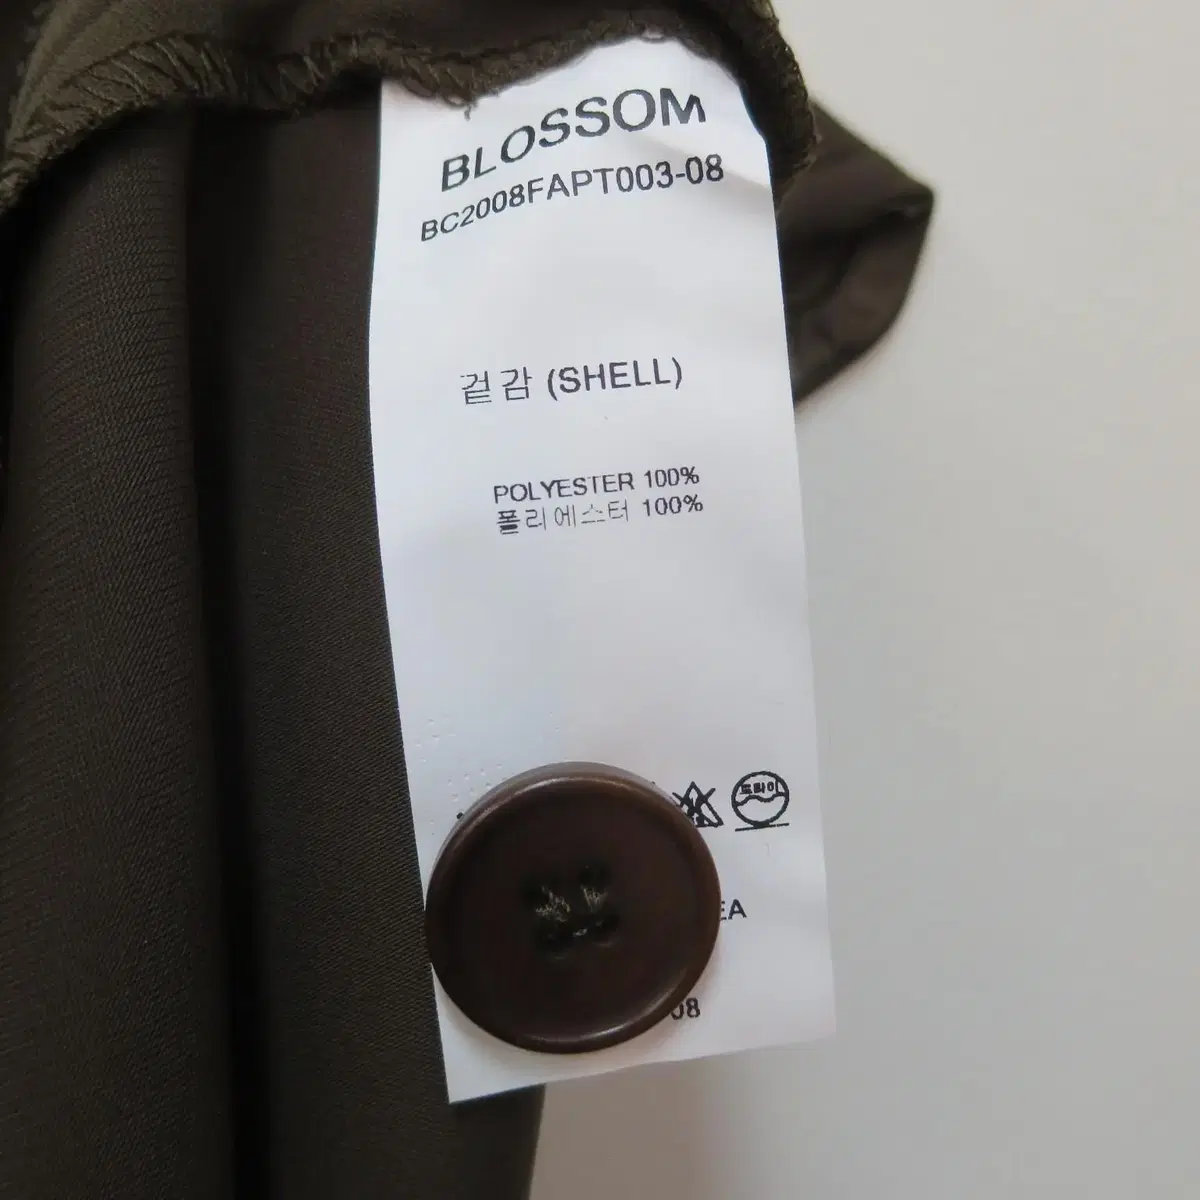 BLOSSOM
BC2008FAPT003-08
겉감 (SHELL)
POLYESTER 100%
폴리에스터 100%
드라이
EA
08